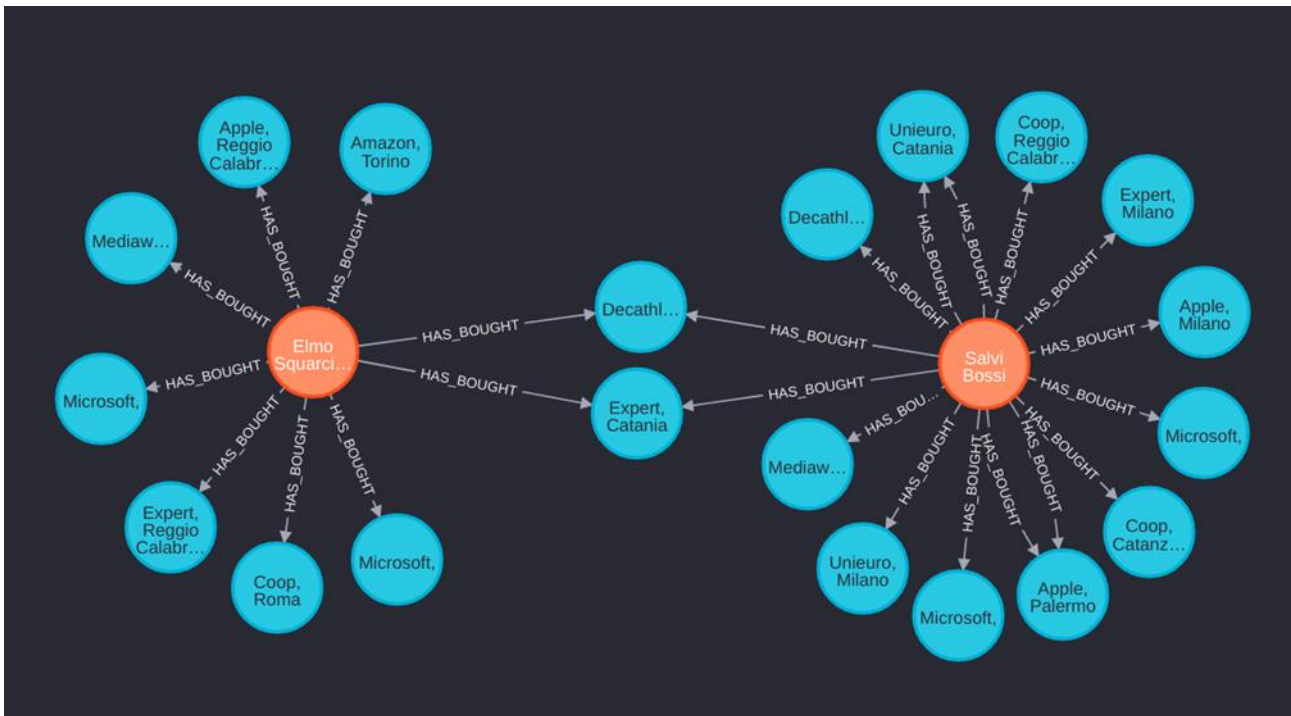 Apple,
Reggio
Calabr…
Amazon,
Torino
Mediaw…
HAS_BOUGHT
HAS_BOUGHT
HAS_BOUGHT
Elmo
Squarci…
HAS_BOUGHT
Microsoft,
HAS_BOUGHT
HAS_BOUGHT
HAS_BOUGHT
Expert,
Reggio
Calabr…
Coop,
Roma
Microsoft,
HAS_BOUGHT
HAS_BOUGHT
Decathl…
Expert,
Catania
HAS_BOUGHT
HAS_BOUGHT
Unieuro,
Catania
Coop,
Reggio
Calabr…
Expert,
Milano
Decathl…
HAS_BOUGHT
HAS_BOUGHT
HAS_BOUGHT
HAS_BOUGHT
HAS_BOUGHT
Apple,
Milano
HAS_BOUGHT
Salvi
Bossi
HAS_BOUGHT
Microsoft,
HAS_BOU…
Mediaw…
HAS_BOUGHT
HAS_BOUGHT
HAS_BOUGHT
HAS_BOUGHT
HAS_BOUGHT
Coop,
Catanz…
Unieuro,
Milano
Microsoft,
Apple,
Palermo